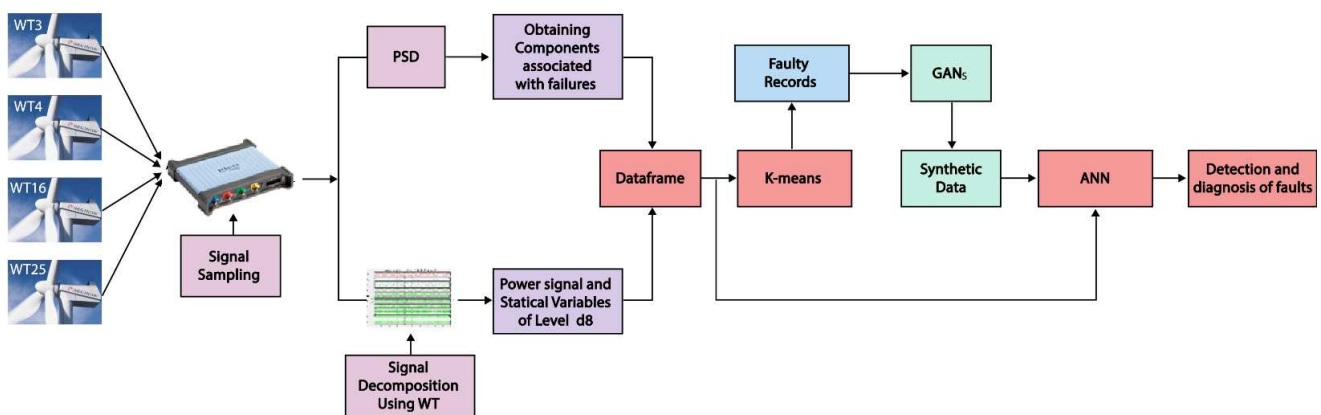 WT3
WT4
WT16
WT25
Signal
Sampling
PSD
Obtaining
Components
associated
with failures
Signal
Decomposition
Using WT
Power signal and
Statical Variables
of Level d8
Dataframe
K-means
Faulty
Records
GANs
Synthetic
Data
ANN
Detection and
diagnosis of faults